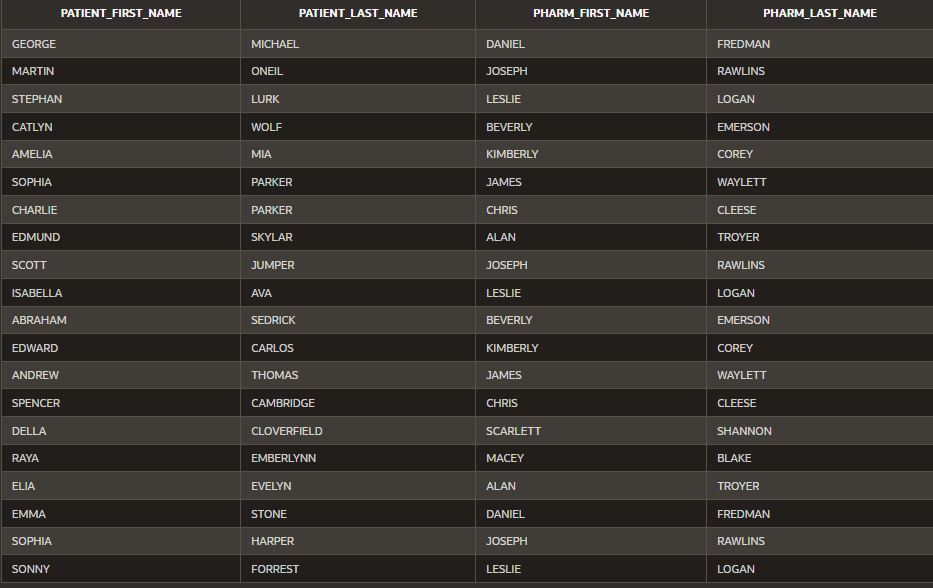 PATIENT_FIRST_NAME PATIENT_LAST_NAME PHARM_FIRST_NAME PHARM_LAST_NAME
GEORGE MICHAEL DANIEL FREDMAN
MARTIN ONEIL JOSEPH RAWLINS
STEPHAN LURK LESLIE LOGAN
CATLYN WOLF BEVERLY EMERSON
AMELIA MIA KIMBERLY COREY
SOPHIA PARKER JAMES WAYLETT
CHARLIE PARKER CHRIS CLEESE
EDMUND SKYLAR ALAN TROYER
SCOTT JUMPER JOSEPH RAWLINS
ISABELLA AVA LESLIE LOGAN
ABRAHAM SEDRICK BEVERLY EMERSON
EDWARD CARLOS KIMBERLY COREY
ANDREW THOMAS JAMES WAYLETT
SPENCER CAMBRIDGE CHRIS CLEESE
DELLA CLOVERFIELD SCARLETT SHANNON
RAYA EMBERLYNN MACEY BLAKE
ELIA EVELYN ALAN TROYER
EMMA STONE DANIEL FREDMAN
SOPHIA HARPER JOSEPH RAWLINS
SONNY FORREST LESLIE LOGAN